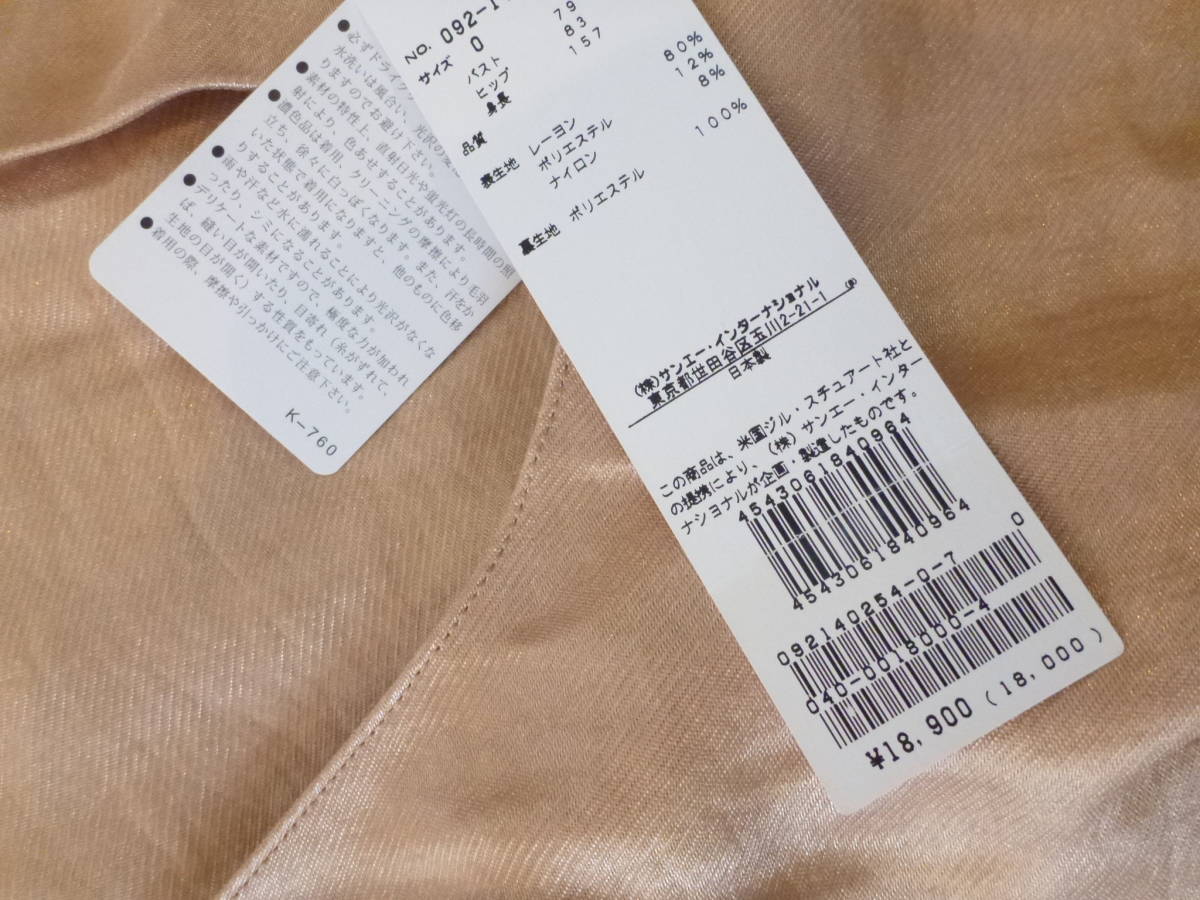 ● 必ずドライク
水洗いは風合い、光沢の変
りますのでお避け下さい。
● 素材の特性上、直射日光や蛍光灯の長時間の照
射により、色あせすることがあります。
● 濃色品は着用、クリーニングの摩擦により毛羽
立ち、徐々に白っぽくなります。また、汗をか
いた状態で着用になりますと、他のものに色移
りすることがあります。
● 雨や汗など水に濡れることにより光沢がなくな
ったり、シミになることがあります。
● デリケートな素材ですので、極度な力が加われ
ば、縫い目が開いたり、目寄れ（糸がずれて、
生地の目が開く）する性質をもっています。
● 着用の際、摩擦や引っかけにご注意下さい。
K-760
NO. 092-1
サイズ 0
バスト 79
ヒップ 83
身長 157
品質
表生地 レーヨン 80%
ポリエステル 12%
ナイロン 8%
裏生地 ポリエステル 100%
(株)サンエー・インターナショナル
東京都世田谷区玉川2-21-1
日本製
この商品は、米国ジル・スチュアート社と
の提携により、(株)サンエー・インター
ナショナルが企画・製造したものです。
4543061840964
4543061840964
092140254-0-7 0
040-0018000-4
¥18,900 (18,000)